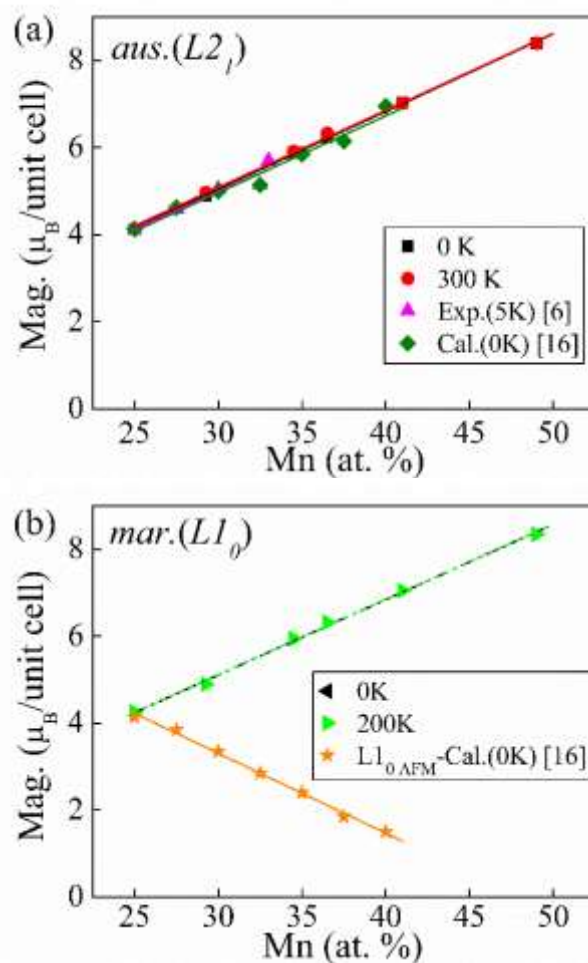 (a) aus.(L2₁)
8
6
4
2
0
Mag. (μB/unit cell)
0 K
300 K
Exp.(5K) [6]
Cal.(0K) [16]
25 30 35 40 45 50
Mn (at. %)
(b) mar.(L1₀)
8
6
4
2
0
Mag. (μB/unit cell)
0K
200K
L1₀ AFM-Cal.(0K) [16]
25 30 35 40 45 50
Mn (at. %)